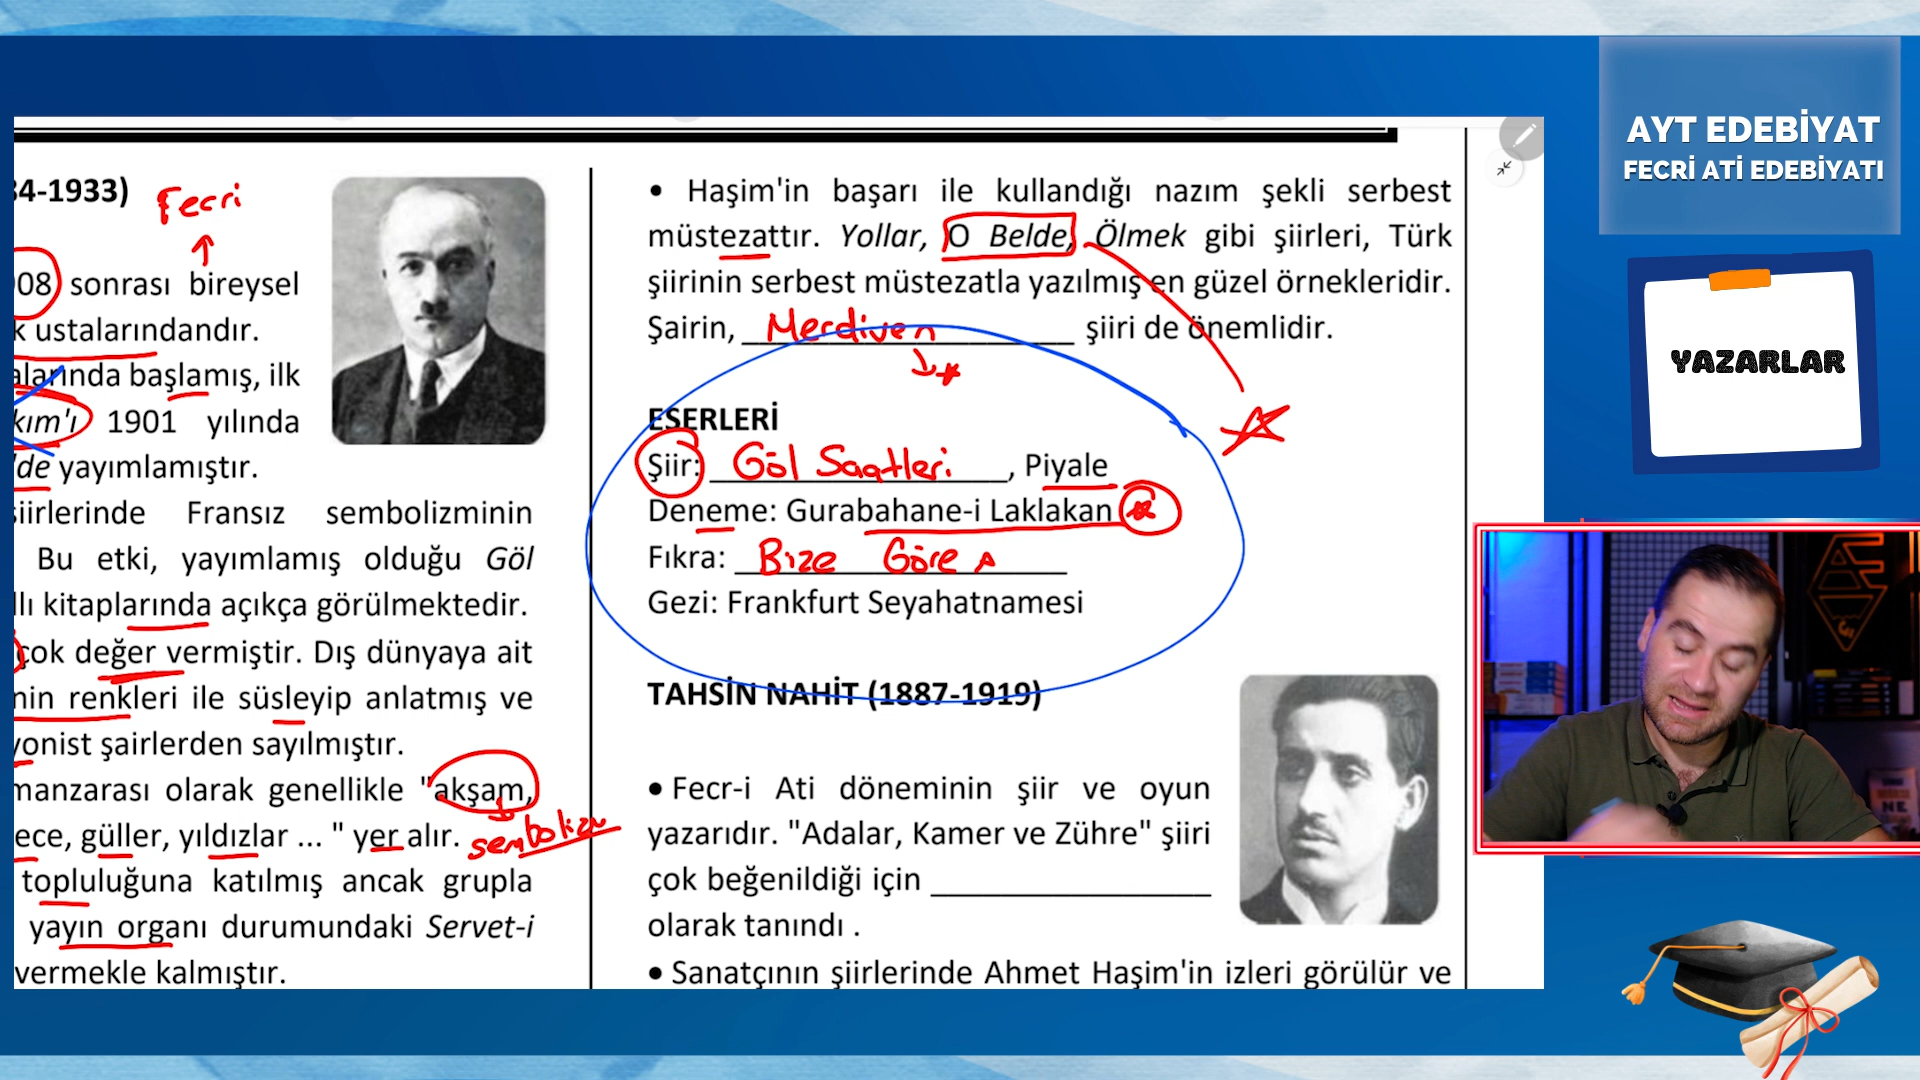 34-1933)
Fecri
08 sonrası bireysel
k ustalarındandır.
alarında başlamış, ilk
kım'ı 1901 yılında
de yayımlamıştır.
şiirlerinde Fransız sembolizminin
Bu etki, yayımlamış olduğu Göl
lı kitaplarında açıkça görülmektedir.
çok değer vermiştir. Dış dünyaya ait
nin renkleri ile süsleyip anlatmış ve
yonist şairlerden sayılmıştır.
manzarası olarak genellikle "akşam,
ece, güller, yıldızlar ... " yer alır.
sembolizm
topluluğuna katılmış ancak grupla
yayın organı durumundaki Servet-i
vermekle kalmıştır.
• Haşim'in başarı ile kullandığı nazım şekli serbest
müstezattır. Yollar, O Belde, Ölmek gibi şiirleri, Türk
şiirinin serbest müstezatla yazılmış en güzel örnekleridir.
Şairin, Merdiven şiiri de önemlidir.
ESERLERİ
Şiir: Göl Saatleri, Piyale
Deneme: Gurabahane-i Laklakan
Fıkra: Bize Göre
Gezi: Frankfurt Seyahatnamesi
TAHSİN NAHİT (1887-1919)
• Fecr-i Ati döneminin şiir ve oyun
yazarıdır. "Adalar, Kamer ve Zühre" şiiri
çok beğenildiği için ____________
olarak tanındı .
• Sanatçının şiirlerinde Ahmet Haşim'in izleri görülür ve
AYT EDEBİYAT
FECRİ ATİ EDEBİYATI
YAZARLAR